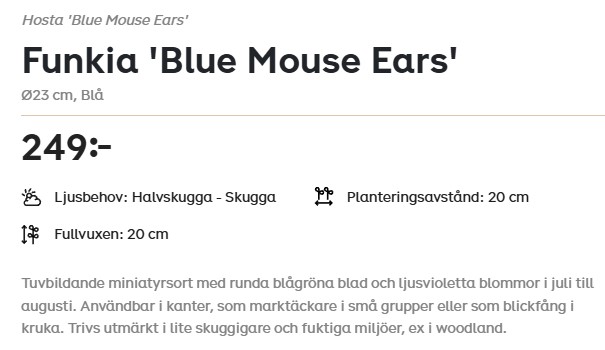 Hosta 'Blue Mouse Ears'
Funkia 'Blue Mouse Ears'
Ø23 cm, Blå
249:-
Ljusbehov: Halvskugga - Skugga
Planteringsavstånd: 20 cm
Fullvuxen: 20 cm
Tuvbildande miniatyrsort med runda blågröna blad och ljusvioletta blommor i juli till
augusti. Användbar i kanter, som marktäckare i små grupper eller som blickfång i
kruka. Trivs utmärkt i lite skuggigare och fuktiga miljöer, ex i woodland.